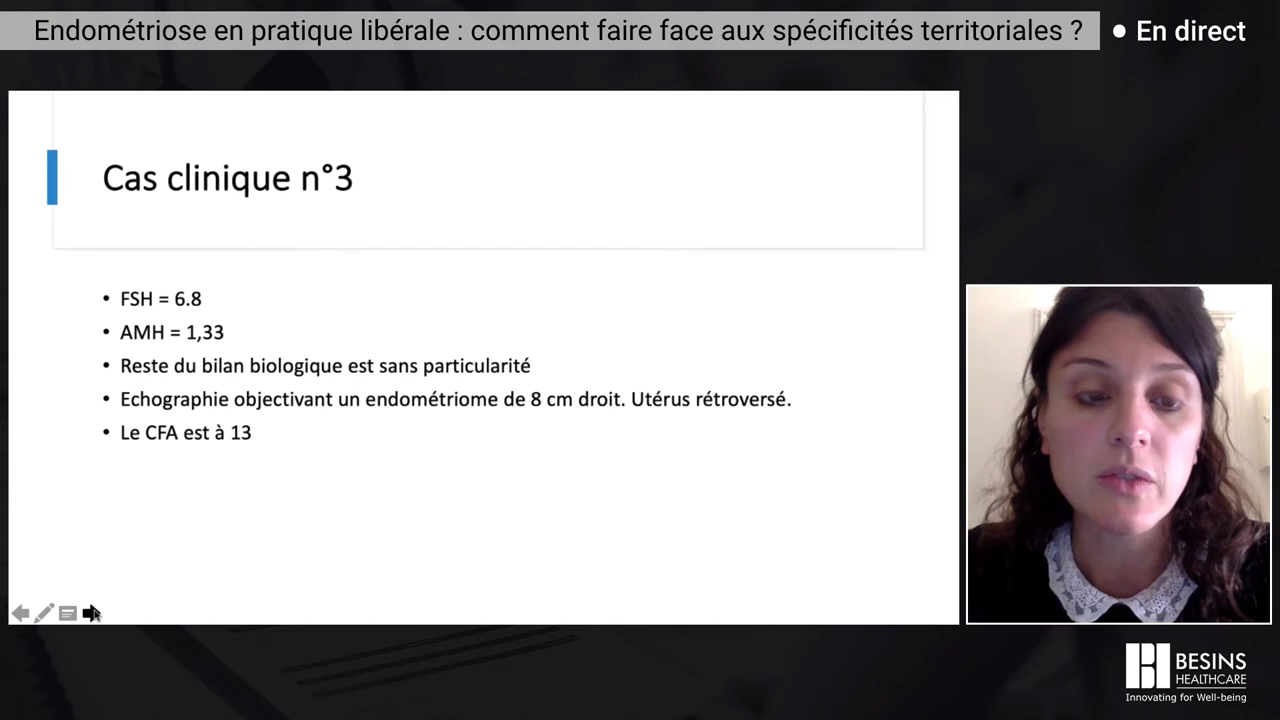 Endométriose en pratique libérale : comment faire face aux spécificités territoriales ?
En direct
Cas clinique n°3
• FSH = 6.8
• AMH = 1,33
• Reste du bilan biologique est sans particularité
• Echographie objectivant un endométriome de 8 cm droit. Utérus rétroversé.
• Le CFA est à 13
BESINS
HEALTHCARE
Innovating for Well-being